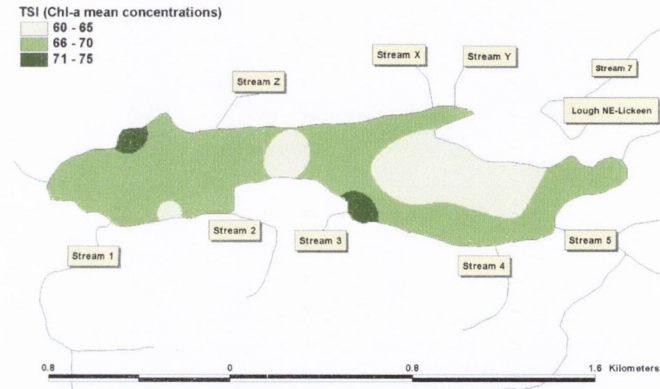 TSI (Chl-a mean concentrations)
60 - 65
66 - 70
71 - 75
Stream X
Stream Y
Stream 7
Stream Z
Lough NE-Lickeen
Stream 1
Stream 2
Stream 3
Stream 4
Stream 5
0.8 0 0.8 1.6 Kilometers